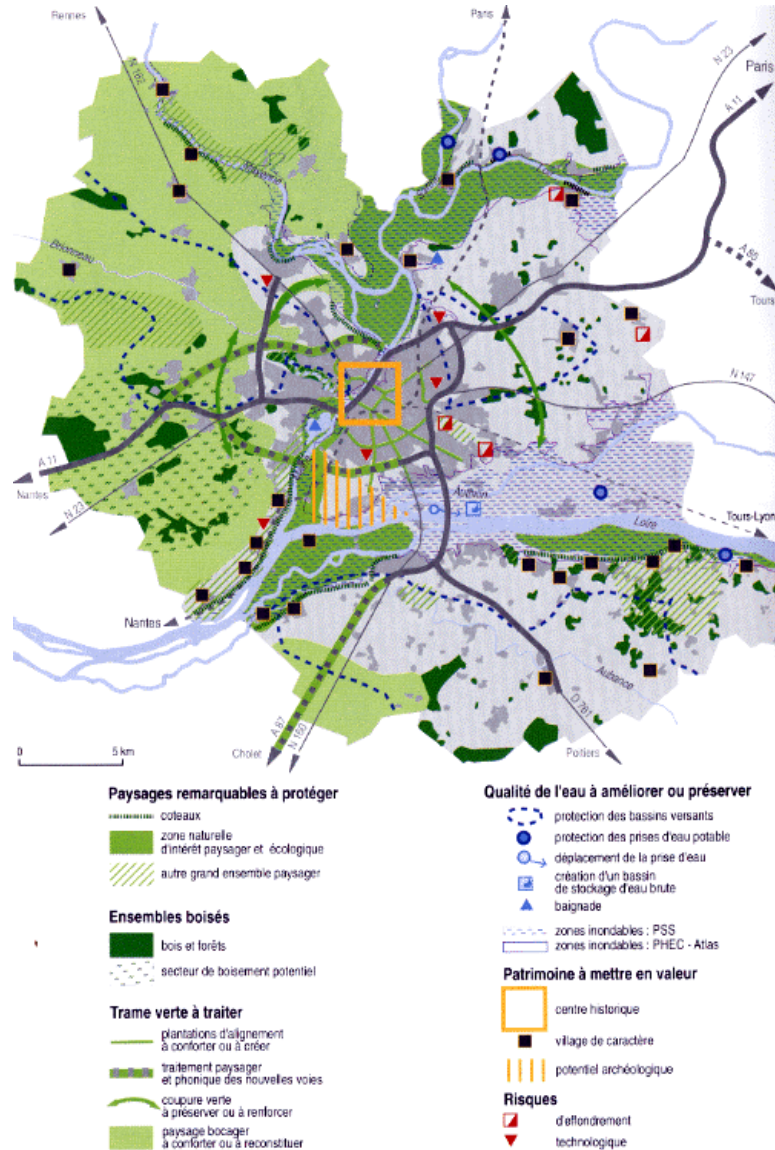 Rennes
Paris
N 23
Paris
N 162
A 11
Mayenne
Brionneau
A 85
Tours
N 147
A 11
Nantes
N 23
Authion
Loire
Tours-Lyon
Nantes
Aubance
A 87
N 160
D 761
Cholet
Poitiers
0 5 km
Paysages remarquables à protéger
coteaux
zone naturelle
d'intérêt paysager et écologique
autre grand ensemble paysager
Ensembles boisés
bois et forêts
secteur de boisement potentiel
Trame verte à traiter
plantations d'alignement
à conforter ou à créer
traitement paysager
et phonique des nouvelles voies
coupure verte
à préserver ou à renforcer
paysage bocager
à conforter ou à reconstituer
Qualité de l'eau à améliorer ou préserver
protection des bassins versants
protection des prises d'eau potable
déplacement de la prise d'eau
création d'un bassin
de stockage d'eau brute
baignade
zones inondables : PSS
zones inondables : PHEC - Atlas
Patrimoine à mettre en valeur
centre historique
village de caractère
potentiel archéologique
Risques
d'effondrement
technologique